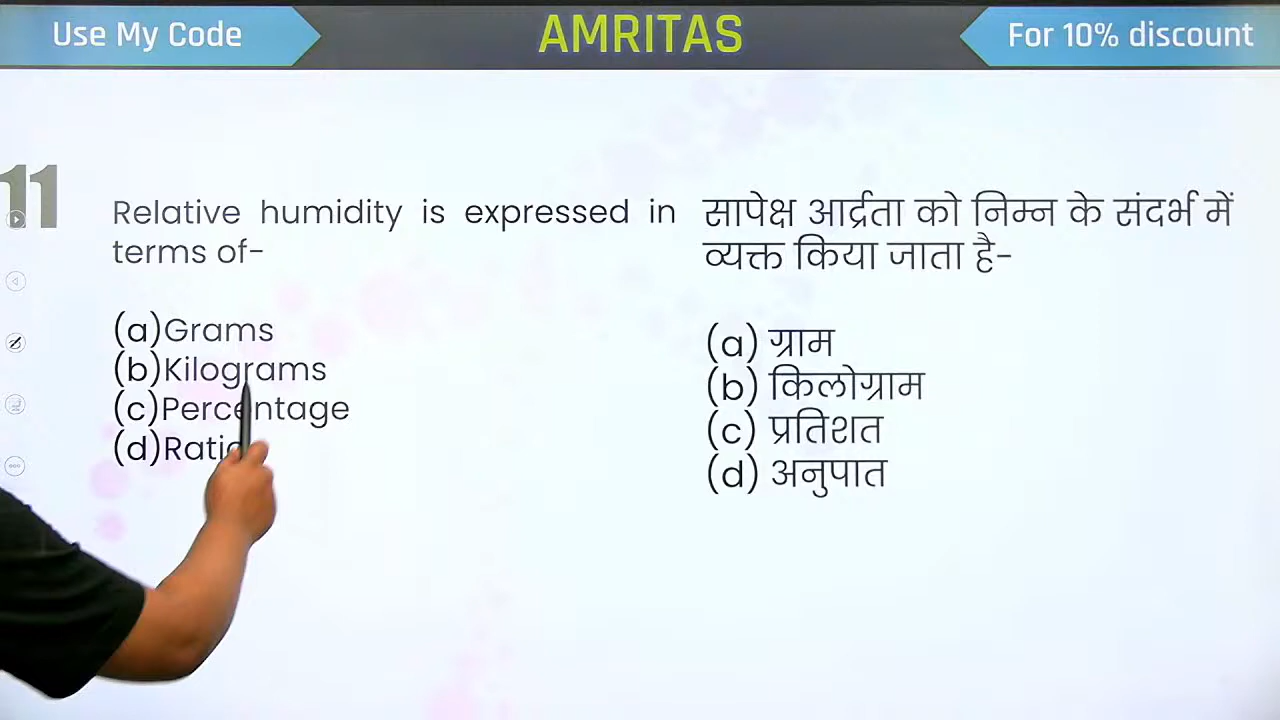 Use My Code
AMRITAS
For 10% discount
11
Relative humidity is expressed in
terms of-
(a)Grams
(b)Kilograms
(c)Percentage
(d)
सापेक्ष आर्द्रता को निम्न के संदर्भ में
व्यक्त किया जाता है-
(a) ग्राम
(b) किलोग्राम
(c) प्रतिशत
(d) अनुपात